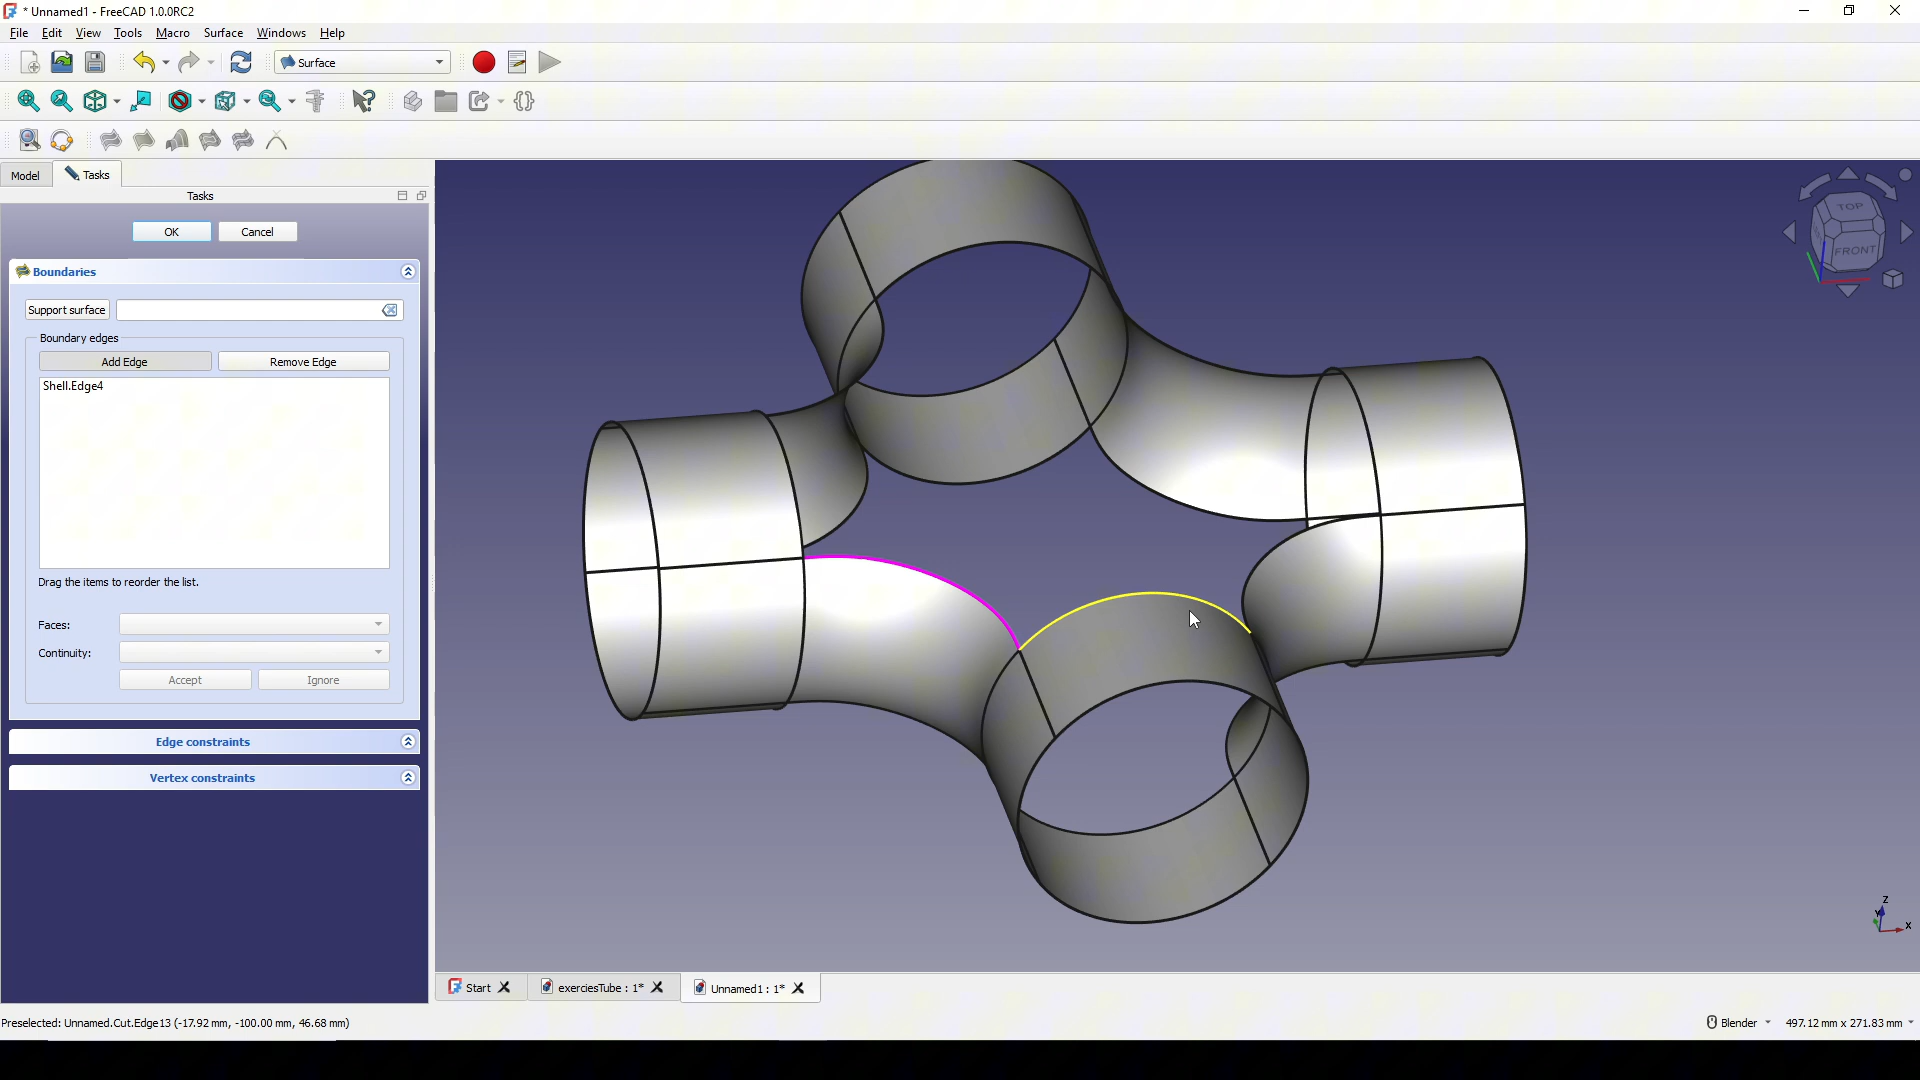 * Unnamed1 - FreeCAD 1.0.0RC2
File Edit View Tools Macro Surface Windows Help
Surface
Model Tasks
Tasks
OK Cancel
Boundaries
Support surface
Boundary edges
Add Edge Remove Edge
Shell.Edge4
Drag the items to reorder the list.
Faces:
Continuity:
Accept Ignore
Edge constraints
Vertex constraints
TOP
FRONT
Z
Y
X
Start exerciesTube : 1* Unnamed1 : 1*
Preselected: Unnamed.Cut.Edge13 (-17.92 mm, -100.00 mm, 46.68 mm) Blender 497.12 mm x 271.83 mm